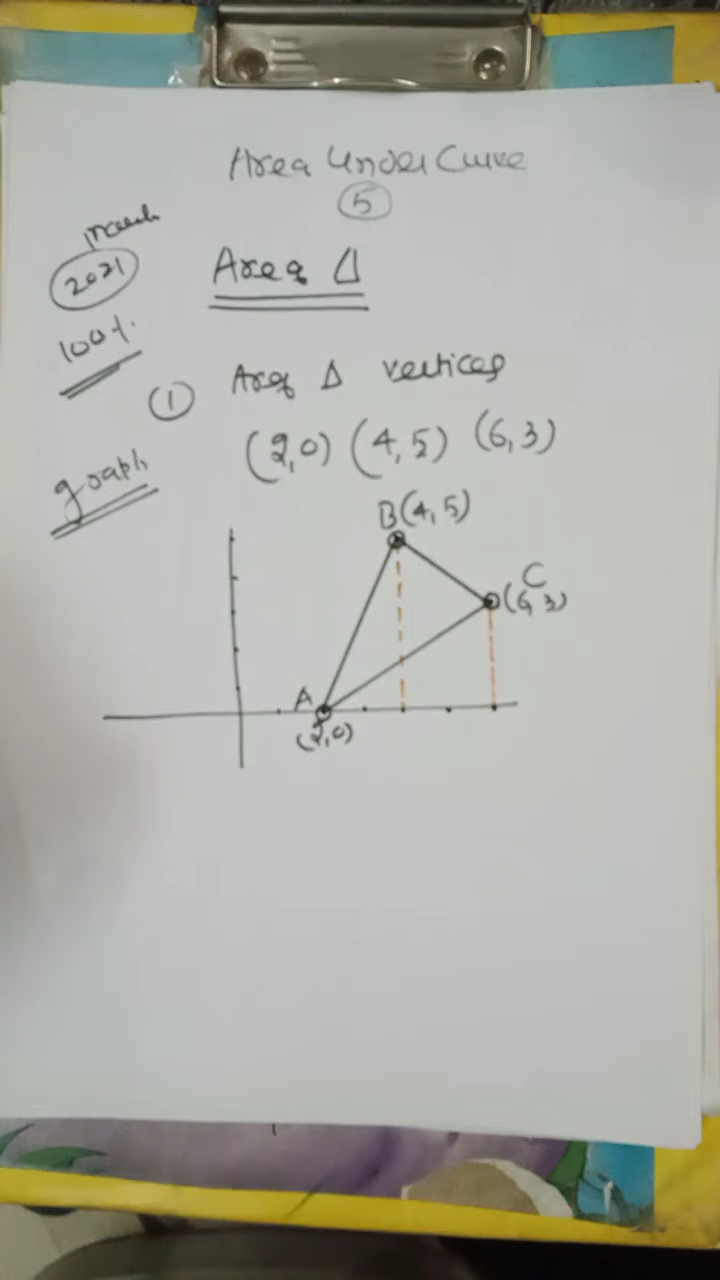 Area Under Curve
5
March
2021
Area Δ
100%
① Area Δ vertices
(2,0) (4,5) (6,3)
graph
B(4,5)
C
(6,3)
A
(2,0)